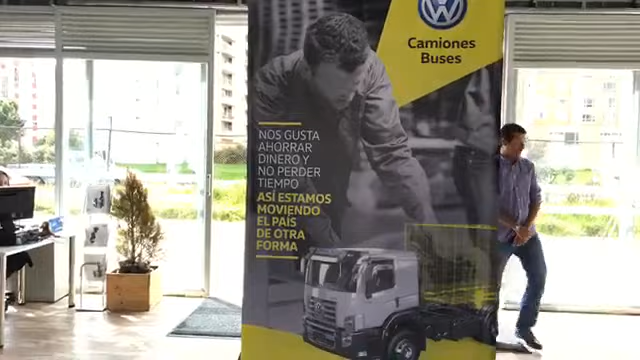 Camiones
Buses
NOS GUSTA
AHORRAR
DINERO Y
NO PERDER
TIEMPO
ASÍ ESTAMOS
MOVIENDO
EL PAÍS
DE OTRA
FORMA